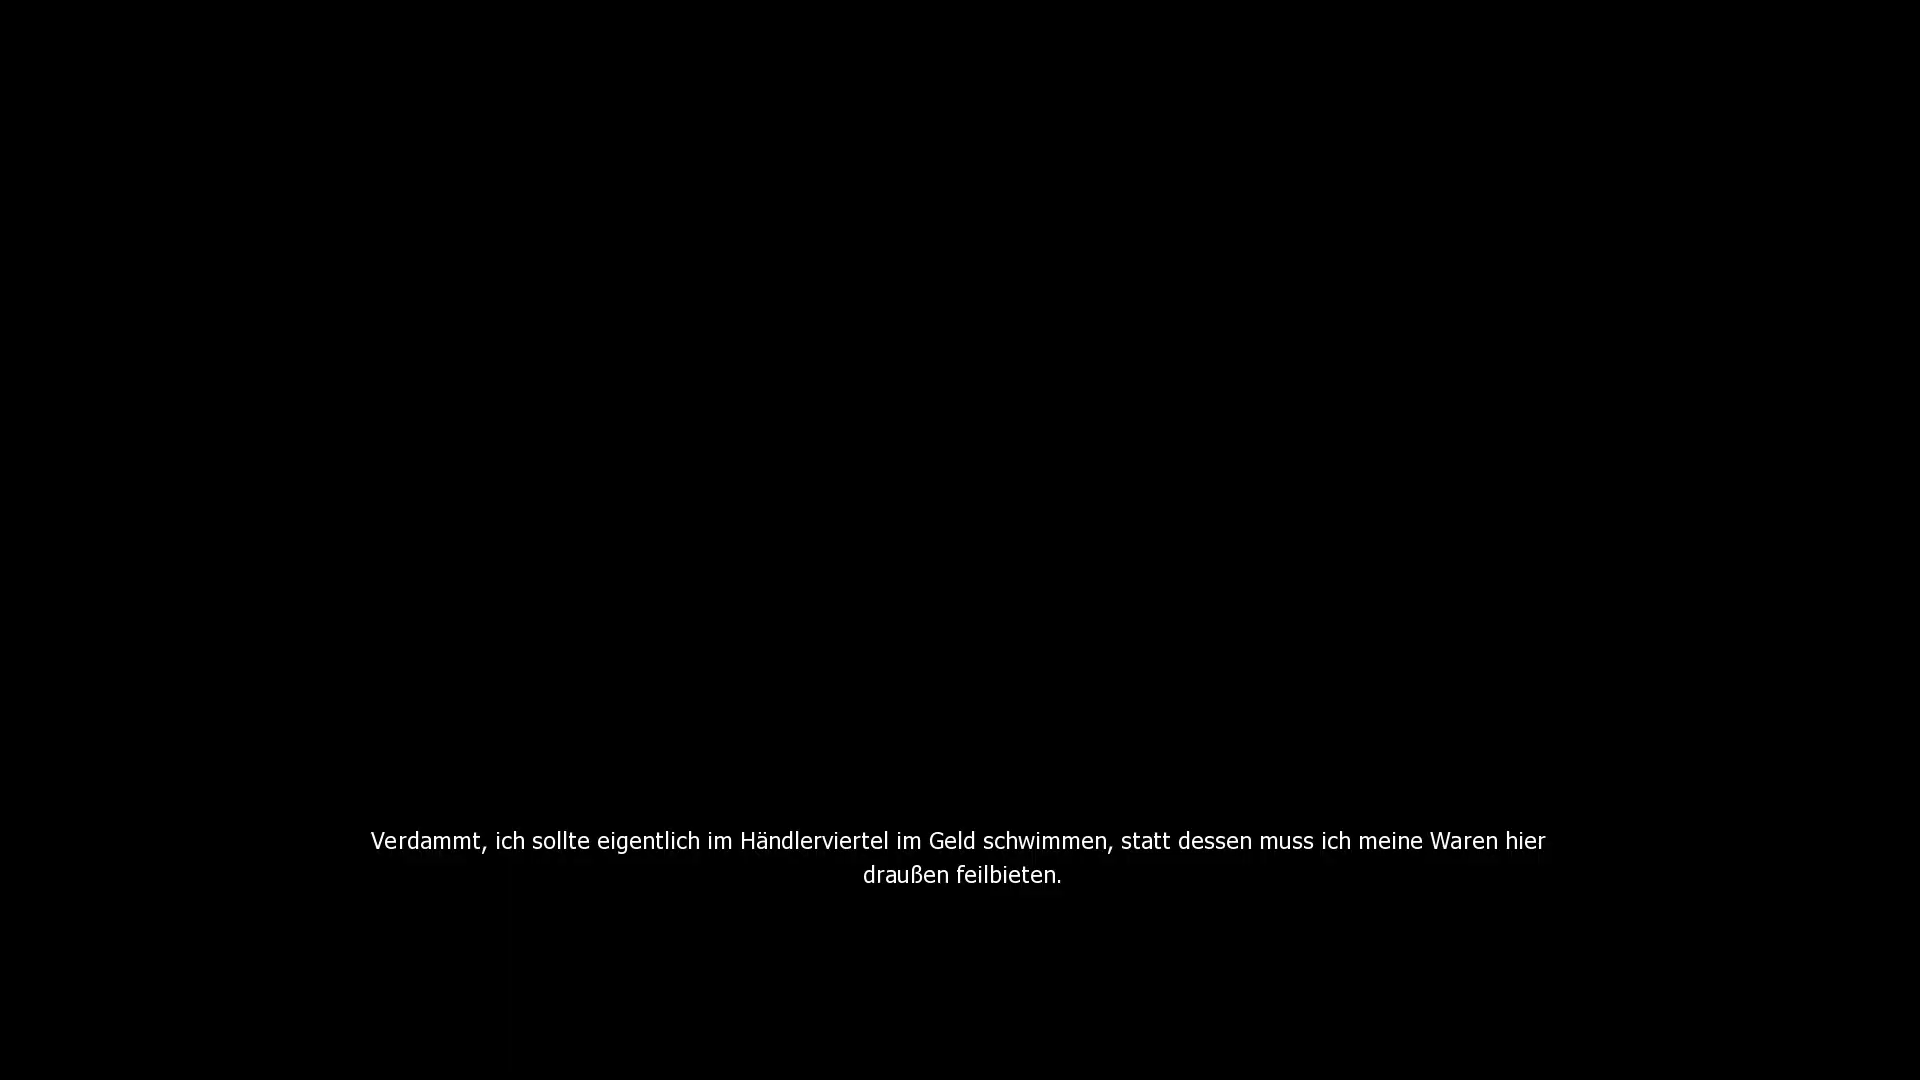 Verdammt, ich sollte eigentlich im Händlerviertel im Geld schwimmen, statt dessen muss ich meine Waren hier
draußen feilbieten.